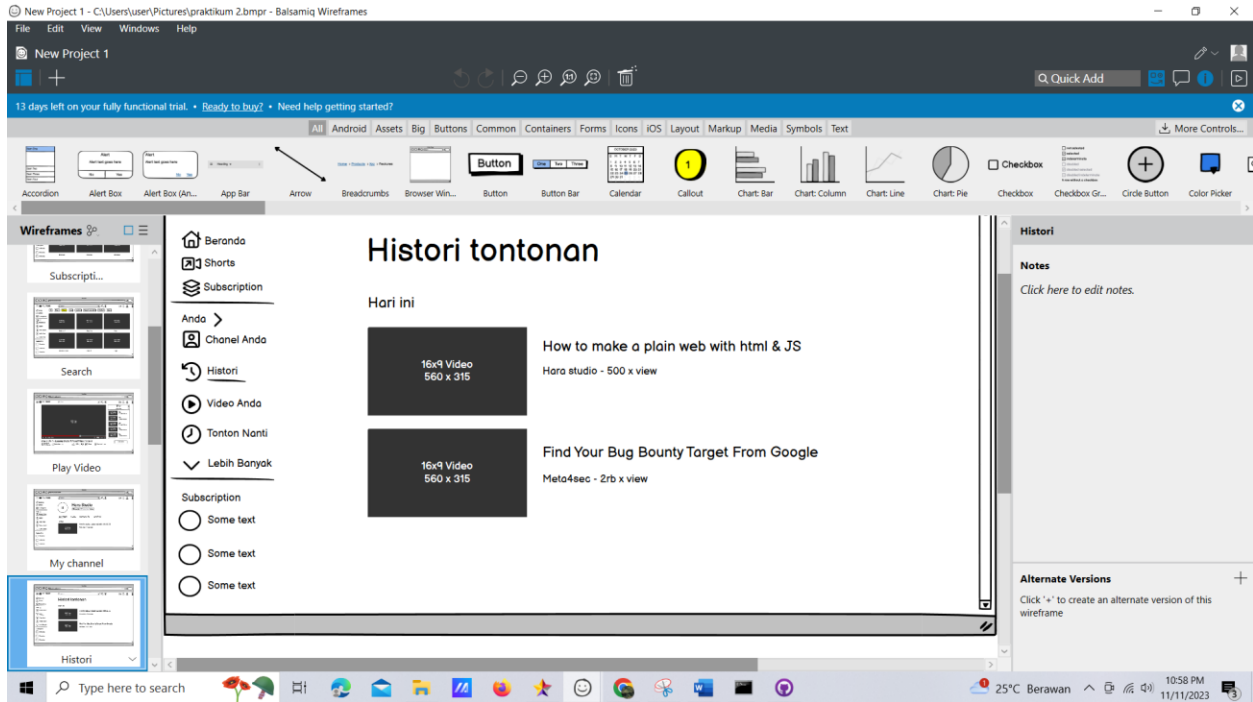 New Project 1 - C:\Users\user\Pictures\praktikum 2.bmpr - Balsamiq Wireframes
File Edit View Windows Help
New Project 1
Quick Add
13 days left on your fully functional trial. • Ready to buy? • Need help getting started?
All Android Assets Big Buttons Common Containers Forms Icons iOS Layout Markup Media Symbols Text
More Controls...
Button
One Two Three
1
Checkbox
Accordion Alert Box Alert Box (An... App Bar Arrow Breadcrumbs Browser Win... Button Button Bar Calendar Callout Chart: Bar Chart: Column Chart: Line Chart: Pie Checkbox Checkbox Gr... Circle Button Color Picker
Wireframes
Subscripti...
Search
Play Video
My channel
Histori
Beranda
Shorts
Subscription
Anda
Chanel Anda
Histori
Video Anda
Tonton Nanti
Lebih Banyak
Subscription
Some text
Some text
Some text
Histori tontonan
Hari ini
16x9 Video
560 x 315
How to make a plain web with html & JS
Hara studio - 500 x view
16x9 Video
560 x 315
Find Your Bug Bounty Target From Google
Meta4sec - 2rb x view
Histori
Notes
Click here to edit notes.
Alternate Versions
Click '+' to create an alternate version of this
wireframe
Type here to search
25°C Berawan
10:58 PM
11/11/2023
3